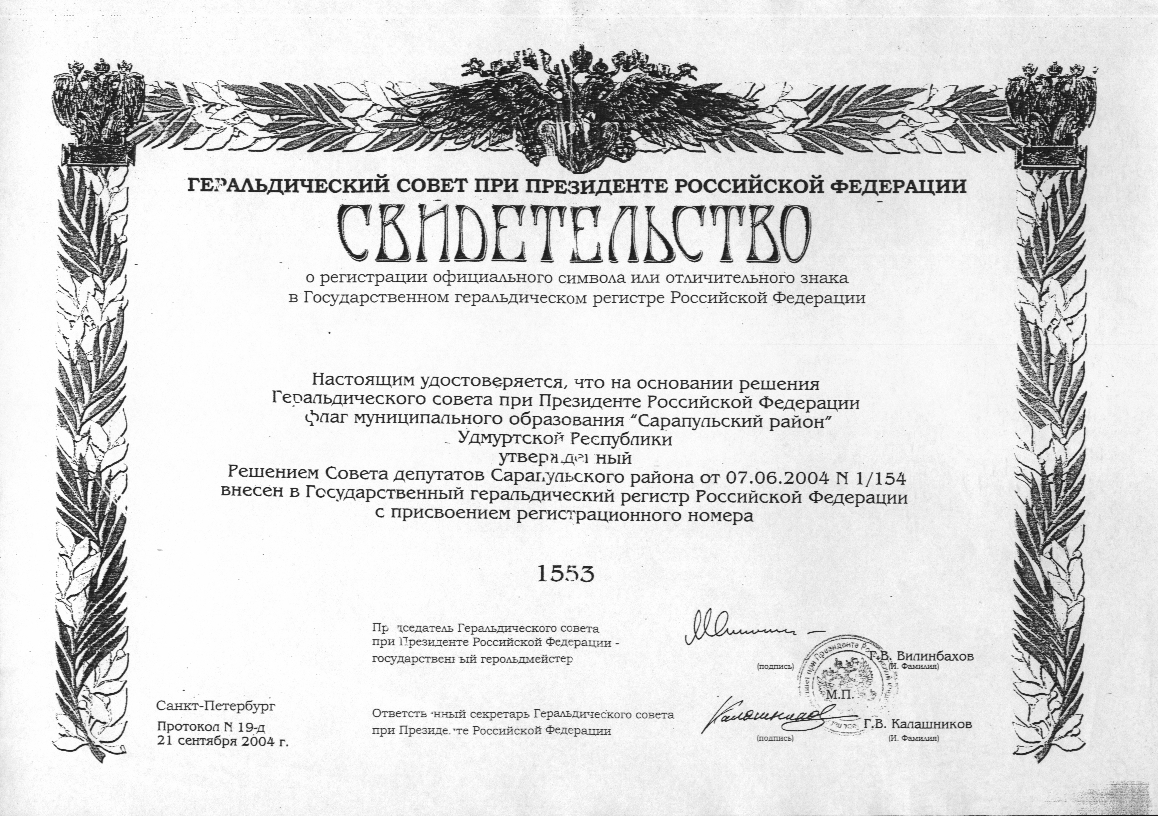 ГЕРАЛЬДИЧЕСКИЙ СОВЕТ ПРИ ПРЕЗИДЕНТЕ РОССИЙСКОЙ ФЕДЕРАЦИИ
СВИДЕТЕЛЬСТВО
о регистрации официального символа или отличительного знака
в Государственном геральдическом регистре Российской Федерации
Настоящим удостоверяется, что на основании решения
Геральдического совета при Президенте Российской Федерации
флаг муниципального образования "Сарапульский район"
Удмуртской Республики
утвержденный
Решением Совета депутатов Сарапульского района от 07.06.2004 N 1/154
внесен в Государственный геральдический регистр Российской Федерации
с присвоением регистрационного номера
1553
Председатель Геральдического совета
при Президенте Российской Федерации -
государственный герольдмейстер
(подпись)
Г.В. Вилинбахов
(И. Фамилия)
М.П.
Санкт-Петербург
Протокол N 19-д
21 сентября 2004 г.
Ответственный секретарь Геральдического совета
при Президенте Российской Федерации
(подпись)
Г.В. Калашников
(И. Фамилия)